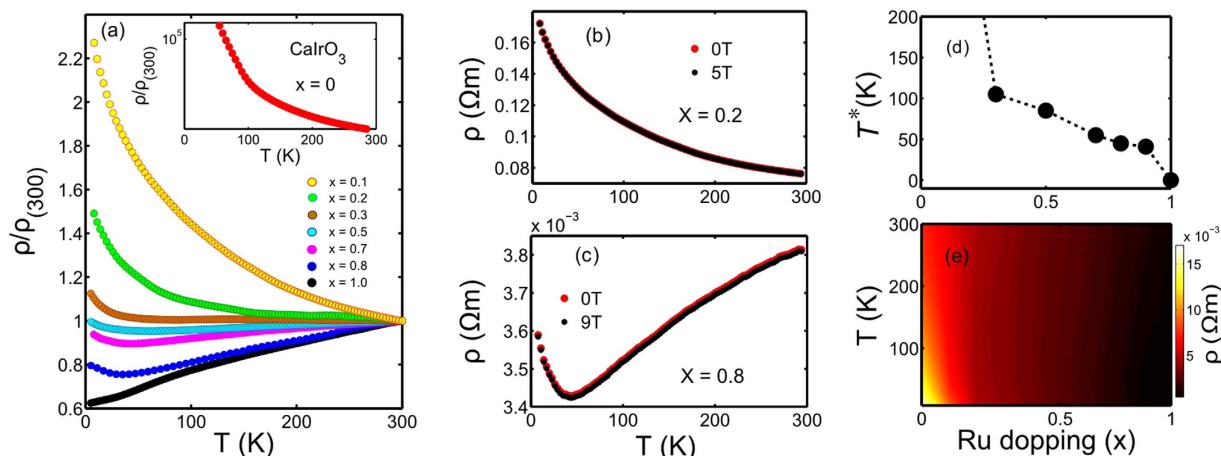 (a)
2.2
2
1.8
1.6
1.4
1.2
1
0.8
0.6
ρ/ρ(300)
0
100
200
300
T (K)
10^5
ρ/ρ(300)
CaIrO3
x = 0
0
100
200
300
T (K)
x = 0.1
x = 0.2
x = 0.3
x = 0.5
x = 0.7
x = 0.8
x = 1.0
(b)
0.16
0.14
0.12
0.1
0.08
ρ (Ωm)
0T
5T
X = 0.2
0
100
200
300
x 10^-3
(c)
3.8
3.7
3.6
3.5
3.4
ρ (Ωm)
0T
9T
X = 0.8
0
100
200
300
T (K)
(d)
200
150
100
50
0
T*(K)
0
0.5
1
(e)
300
200
100
T (K)
0
0.5
1
Ru dopping (x)
x 10^-3
15
10
5
ρ (Ωm)